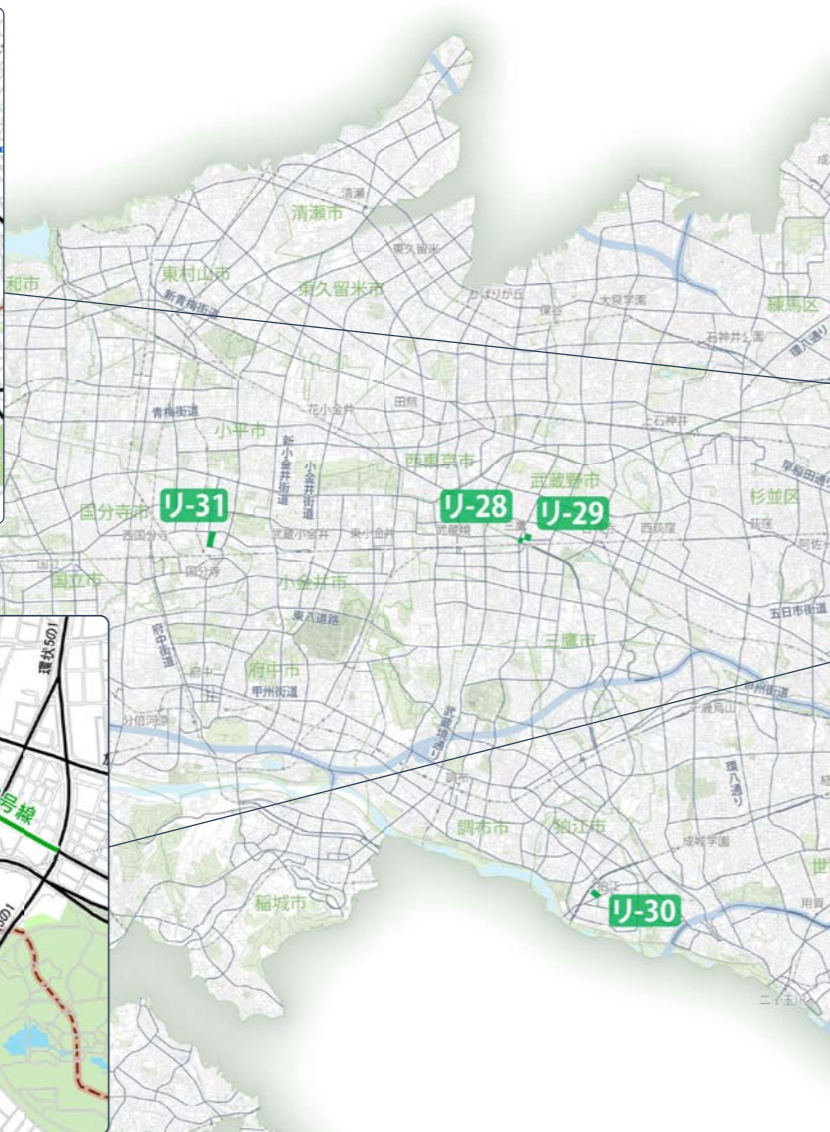 清瀬
清瀬市
東久留米
和市
東村山市
新青梅街道
東久留米市
ひばりが丘
保谷
大泉学園
練馬区
石神井公園
環八通り
青梅街道
花小金井
田無
上石神井
小平市
新小金井街道
小金井街道
西東京市
武蔵野市
早稲田通り
杉並区
リ-31
リ-28
リ-29
国分寺市
西国分寺
武蔵小金井
東小金井
武蔵境
三鷹
西荻窪
荻窪
国立
国立市
国分寺
小金井市
東八道路
五日市街道
環状5の1
府中街道
府中
府中市
三鷹市
甲州街道
甲州街道
千歳烏山
分倍河原
武蔵境通り
調布
環八通り
号線
調布市
狛江市
成城学園
稲城市
狛江
リ-30
用賀
二子玉川